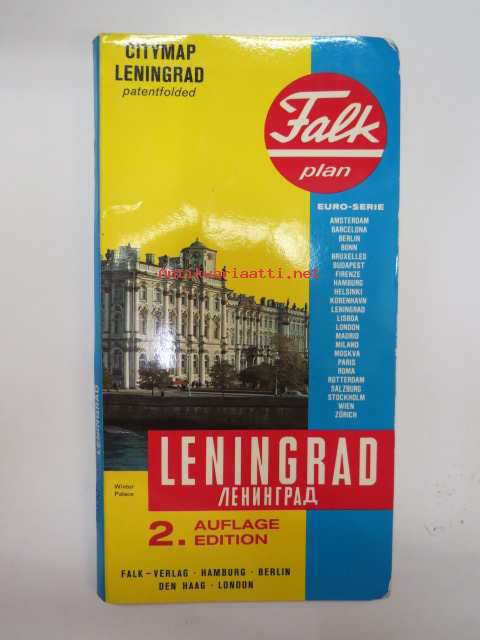 CITYMAP
LENINGRAD
patentfolded
Falk
plan
EURO-SERIE
AMSTERDAM
BARCELONA
BERLIN
BONN
BRUXELLES
BUDAPEST
FIRENZE
HAMBURG
HELSINKI
KØBENHAVN
LENINGRAD
LISBOA
LONDON
MADRID
MILANO
MOSKVA
PARIS
ROMA
ROTTERDAM
SALZBURG
STOCKHOLM
WIEN
ZÜRICH
LENINGRAD
LENINGRAD
ЛЕНИНГРАД
Winter
Palace
2. AUFLAGE
EDITION
FALK – VERLAG · HAMBURG · BERLIN
DEN HAAG · LONDON